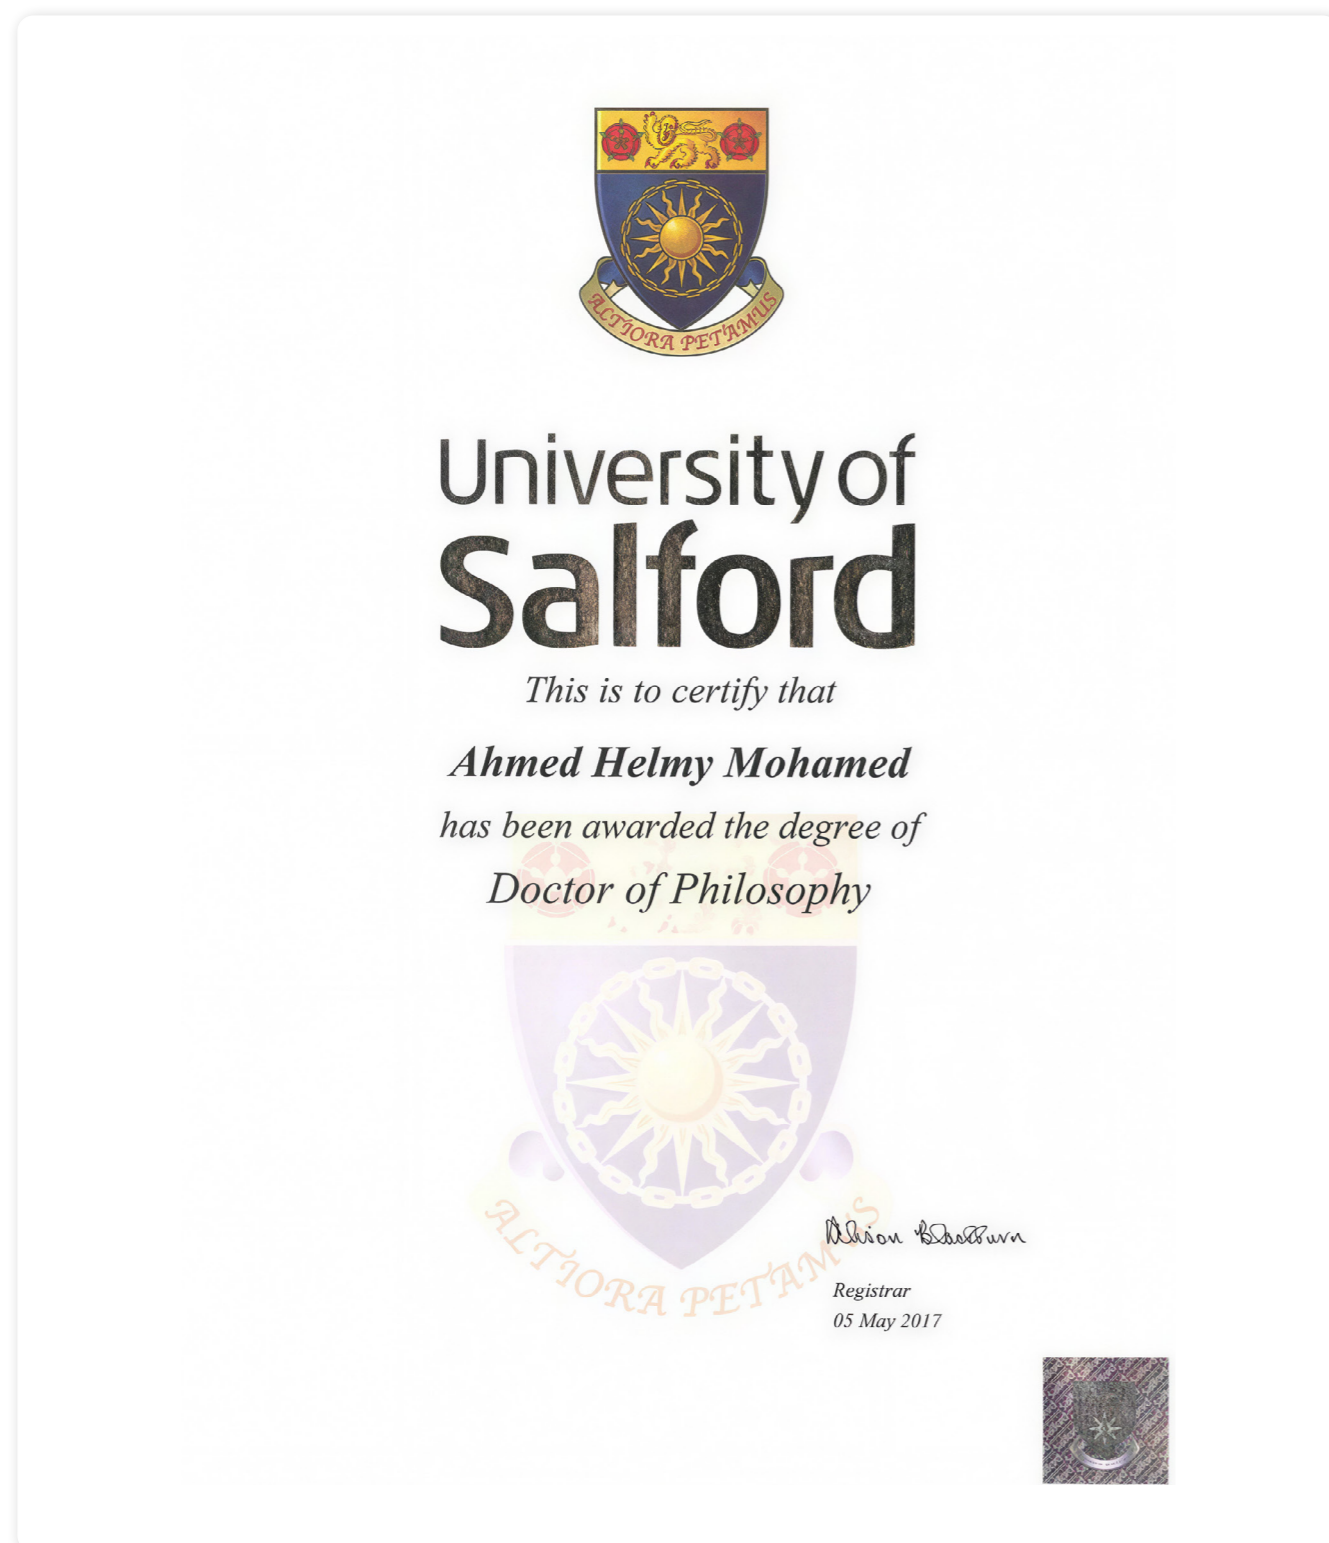 ALTIORA PETAMUS
University of
Salford
This is to certify that
Ahmed Helmy Mohamed
has been awarded the degree of
Doctor of Philosophy
ALTIORA PETAMUS
Alison Blackburn
Registrar
05 May 2017